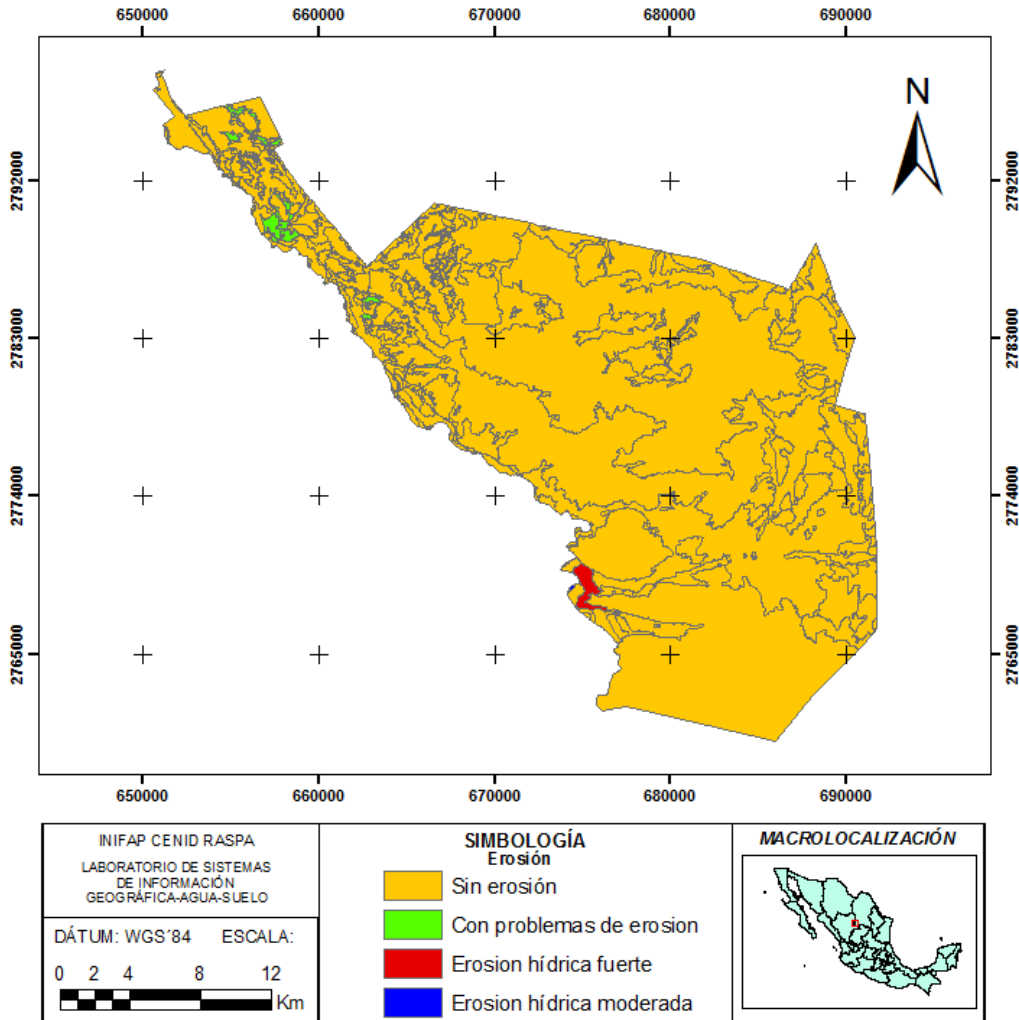 650000 660000 670000 680000 690000
N
2792000 2792000
2783000 2783000
2774000 2774000
2765000 2765000
650000 660000 670000 680000 690000
INIFAP CENID RASPA
LABORATORIO DE SISTEMAS
DE INFORMACIÓN
GEOGRÁFICA-AGUA-SUELO
DÁTUM: WGS´84 ESCALA:
0 2 4 8 12
Km
SIMBOLOGÍA
Erosión
Sin erosión
Con problemas de erosion
Erosion hídrica fuerte
Erosion hídrica moderada
MACROLOCALIZACIÓN